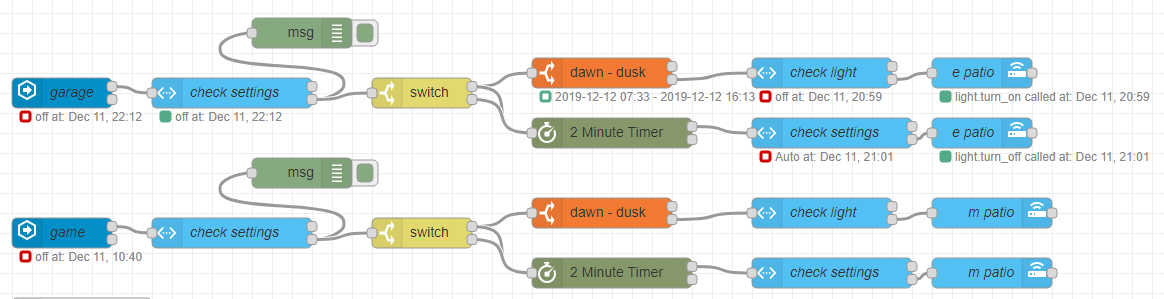 msg
garage
check settings
switch
dawn - dusk
check light
e patio
off at: Dec 11, 22:12
off at: Dec 11, 22:12
2019-12-12 07:33 - 2019-12-12 16:13
off at: Dec 11, 20:59
light.turn_on called at: Dec 11, 20:59
2 Minute Timer
check settings
e patio
Auto at: Dec 11, 21:01
light.turn_off called at: Dec 11, 21:01
msg
game
check settings
switch
dawn - dusk
check light
m patio
off at: Dec 11, 10:40
2 Minute Timer
check settings
m patio